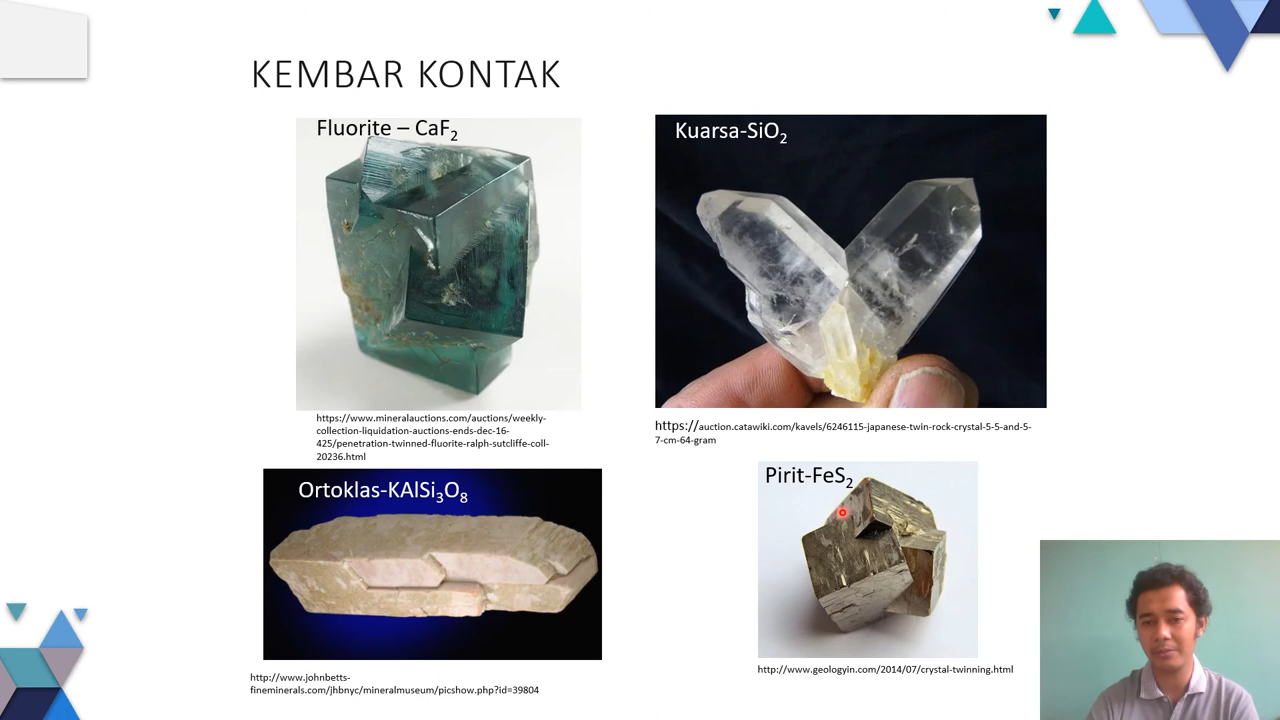 KEMBAR KONTAK
Fluorite – CaF₂
Kuarsa-SiO₂
https://www.mineralauctions.com/auctions/weekly-
collection-liquidation-auctions-ends-dec-16-
425/penetration-twinned-fluorite-ralph-sutcliffe-coll-
20236.html
https://auction.catawiki.com/kavels/6246115-japanese-twin-rock-crystal-5-5-and-5-
7-cm-64-gram
Ortoklas-KAlSi₃O₈
Pirit-FeS₂
http://www.johnbetts-
fineminerals.com/jhbnyc/mineralmuseum/picshow.php?id=39804
http://www.geologyin.com/2014/07/crystal-twinning.html